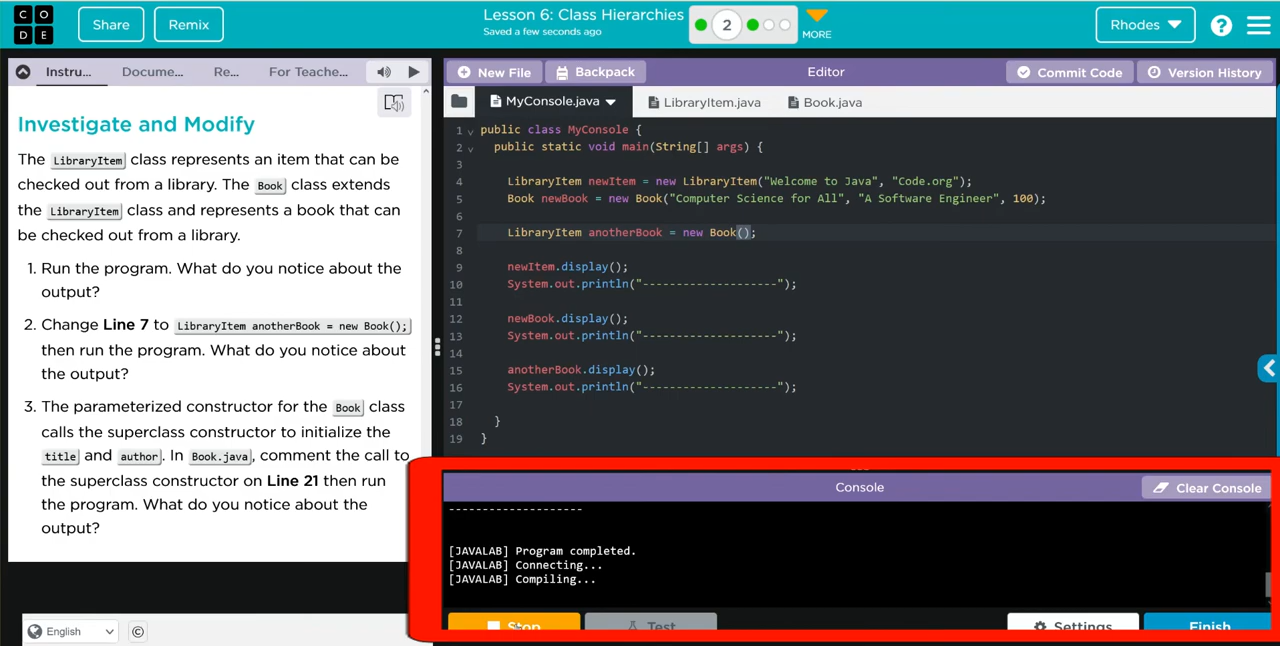 C O
D E
Share
Remix
Lesson 6: Class Hierarchies
Saved a few seconds ago
2
MORE
Rhodes
?
Instru...
Docume...
Re...
For Teache...
Investigate and Modify
The LibraryItem class represents an item that can be
checked out from a library. The Book class extends
the LibraryItem class and represents a book that can
be checked out from a library.
1. Run the program. What do you notice about the
output?
2. Change Line 7 to LibraryItem anotherBook = new Book();
then run the program. What do you notice about
the output?
3. The parameterized constructor for the Book class
calls the superclass constructor to initialize the
title and author. In Book.java, comment the call to
the superclass constructor on Line 21 then run
the program. What do you notice about the
output?
English
©
New File
Backpack
Editor
Commit Code
Version History
MyConsole.java
LibraryItem.java
Book.java
1 public class MyConsole {
2 public static void main(String[] args) {
3
4 LibraryItem newItem = new LibraryItem("Welcome to Java", "Code.org");
5 Book newBook = new Book("Computer Science for All", "A Software Engineer", 100);
6
7 LibraryItem anotherBook = new Book();
8
9 newItem.display();
10 System.out.println("--------------------");
11
12 newBook.display();
13 System.out.println("--------------------");
14
15 anotherBook.display();
16 System.out.println("--------------------");
17
18 }
19 }
Console
Clear Console
--------------------
[JAVALAB] Program completed.
[JAVALAB] Connecting...
[JAVALAB] Compiling...
Stop
Test
Settings
Finish